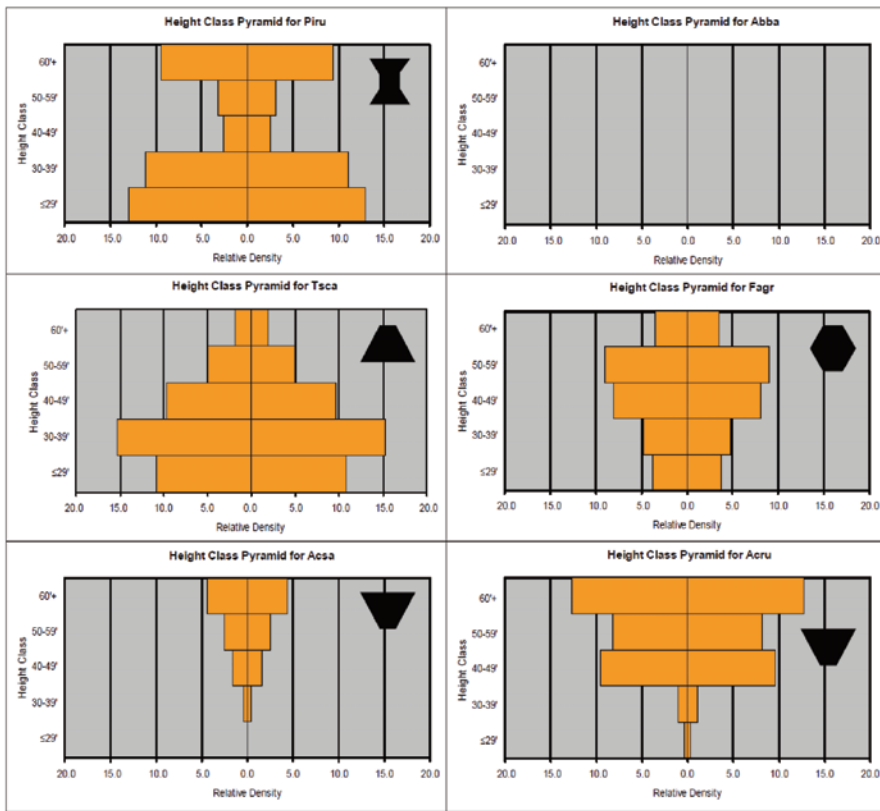 Height Class Pyramid for Piru
Height Class
60'+
50-59'
40-49'
30-39'
≤29'
20.0 15.0 10.0 5.0 0.0 5.0 10.0 15.0 20.0
Relative Density
Height Class Pyramid for Abba
Height Class
60'+
50-59'
40-49'
30-39'
≤29'
20.0 15.0 10.0 5.0 0.0 5.0 10.0 15.0 20.0
Relative Density
Height Class Pyramid for Tsca
Height Class
60'+
50-59'
40-49'
30-39'
≤29'
20.0 15.0 10.0 5.0 0.0 5.0 10.0 15.0 20.0
Relative Density
Height Class Pyramid for Fagr
Height Class
60'+
50-59'
40-49'
30-39'
≤29'
20.0 15.0 10.0 5.0 0.0 5.0 10.0 15.0 20.0
Relative Density
Height Class Pyramid for Acsa
Height Class
60'+
50-59'
40-49'
30-39'
≤29'
20.0 15.0 10.0 5.0 0.0 5.0 10.0 15.0 20.0
Relative Density
Height Class Pyramid for Acru
Height Class
60'+
50-59'
40-49'
30-39'
≤29'
20.0 15.0 10.0 5.0 0.0 5.0 10.0 15.0 20.0
Relative Density